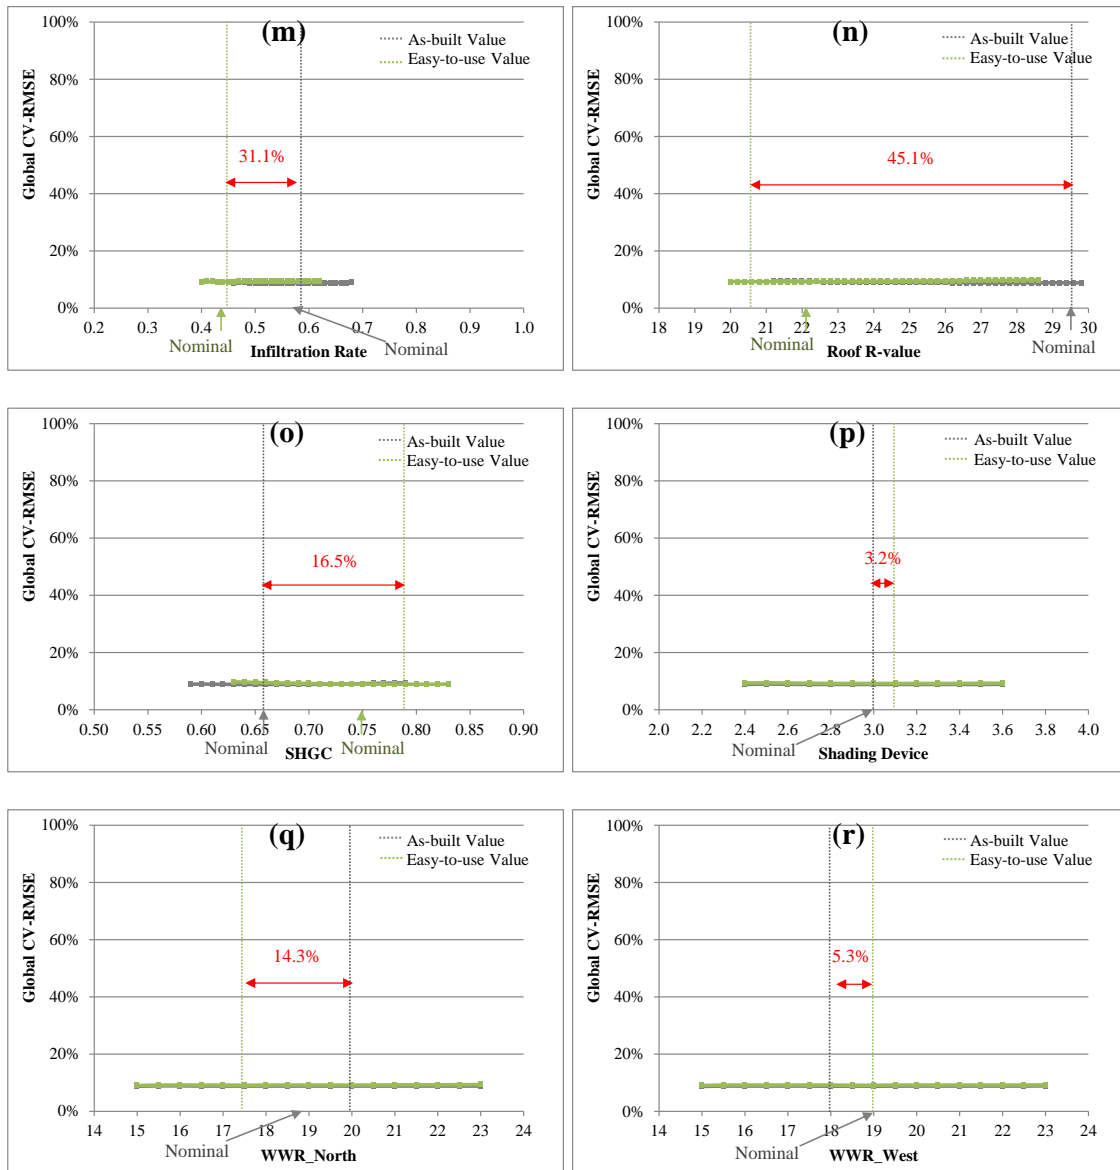 (m)
As-built Value
Easy-to-use Value
Global CV-RMSE
100%
80%
60%
40%
20%
0%
31.1%
0.2 0.3 0.4 0.5 0.6 0.7 0.8 0.9 1.0
Nominal
Nominal
Infiltration Rate
(n)
As-built Value
Easy-to-use Value
Global CV-RMSE
100%
80%
60%
40%
20%
0%
45.1%
18 19 20 21 22 23 24 25 26 27 28 29 30
Nominal
Nominal
Roof R-value
(o)
As-built Value
Easy-to-use Value
Global CV-RMSE
100%
80%
60%
40%
20%
0%
16.5%
0.50 0.55 0.60 0.65 0.70 0.75 0.80 0.85 0.90
Nominal
Nominal
SHGC
(p)
As-built Value
Easy-to-use Value
Global CV-RMSE
100%
80%
60%
40%
20%
0%
3.2%
2.0 2.2 2.4 2.6 2.8 3.0 3.2 3.4 3.6 3.8 4.0
Nominal
Shading Device
(q)
As-built Value
Easy-to-use Value
Global CV-RMSE
100%
80%
60%
40%
20%
0%
14.3%
14 15 16 17 18 19 20 21 22 23 24
Nominal
WWR_North
(r)
As-built Value
Easy-to-use Value
Global CV-RMSE
100%
80%
60%
40%
20%
0%
5.3%
14 15 16 17 18 19 20 21 22 23 24
Nominal
WWR_West